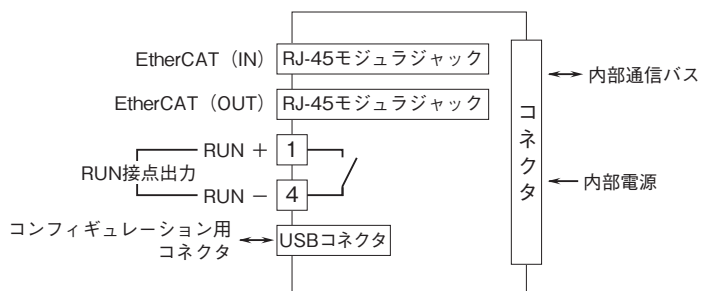 EtherCAT（IN） RJ-45モジュラジャック
内部通信バス
EtherCAT（OUT） RJ-45モジュラジャック
コネクタ
RUN ＋ 1
RUN接点出力
RUN － 4
内部電源
コンフィギュレーション用
コネクタ
USBコネクタ